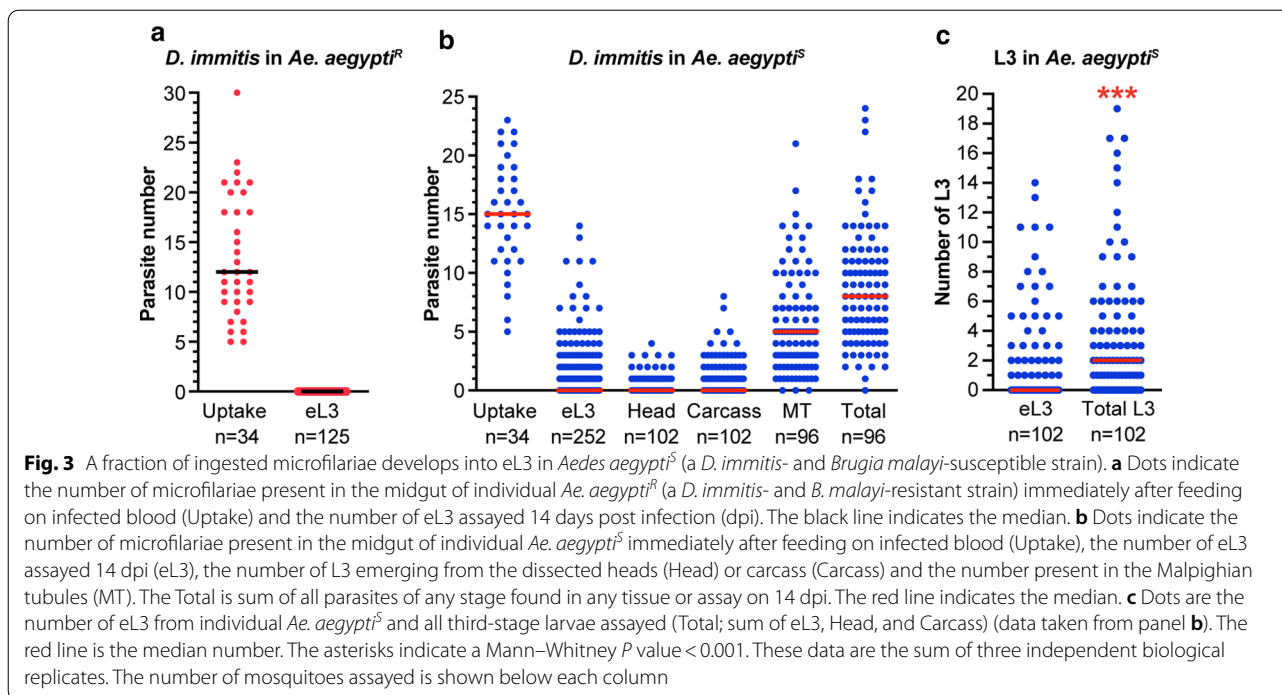 a
D. immitis in Ae. aegyptiᴿ
30
25
20
15
10
5
0
Parasite number
Uptake
n=34
eL3
n=125
b
D. immitis in Ae. aegyptiˢ
25
20
15
10
5
0
Parasite number
Uptake eL3 Head Carcass MT Total
n=34 n=252 n=102 n=102 n=96 n=96
c
L3 in Ae. aegyptiˢ
***
20
18
16
14
12
10
8
6
4
2
0
Number of L3
eL3 Total L3
n=102 n=102
Fig. 3 A fraction of ingested microfilariae develops into eL3 in Aedes aegyptiˢ (a D. immitis- and Brugia malayi-susceptible strain). a Dots indicate
the number of microfilariae present in the midgut of individual Ae. aegyptiᴿ (a D. immitis- and B. malayi-resistant strain) immediately after feeding
on infected blood (Uptake) and the number of eL3 assayed 14 days post infection (dpi). The black line indicates the median. b Dots indicate the
number of microfilariae present in the midgut of individual Ae. aegyptiˢ immediately after feeding on infected blood (Uptake), the number of eL3
assayed 14 dpi (eL3), the number of L3 emerging from the dissected heads (Head) or carcass (Carcass) and the number present in the Malpighian
tubules (MT). The Total is sum of all parasites of any stage found in any tissue or assay on 14 dpi. The red line indicates the median. c Dots are the
number of eL3 from individual Ae. aegyptiˢ and all third-stage larvae assayed (Total; sum of eL3, Head, and Carcass) (data taken from panel b). The
red line is the median number. The asterisks indicate a Mann–Whitney P value < 0.001. These data are the sum of three independent biological
replicates. The number of mosquitoes assayed is shown below each column